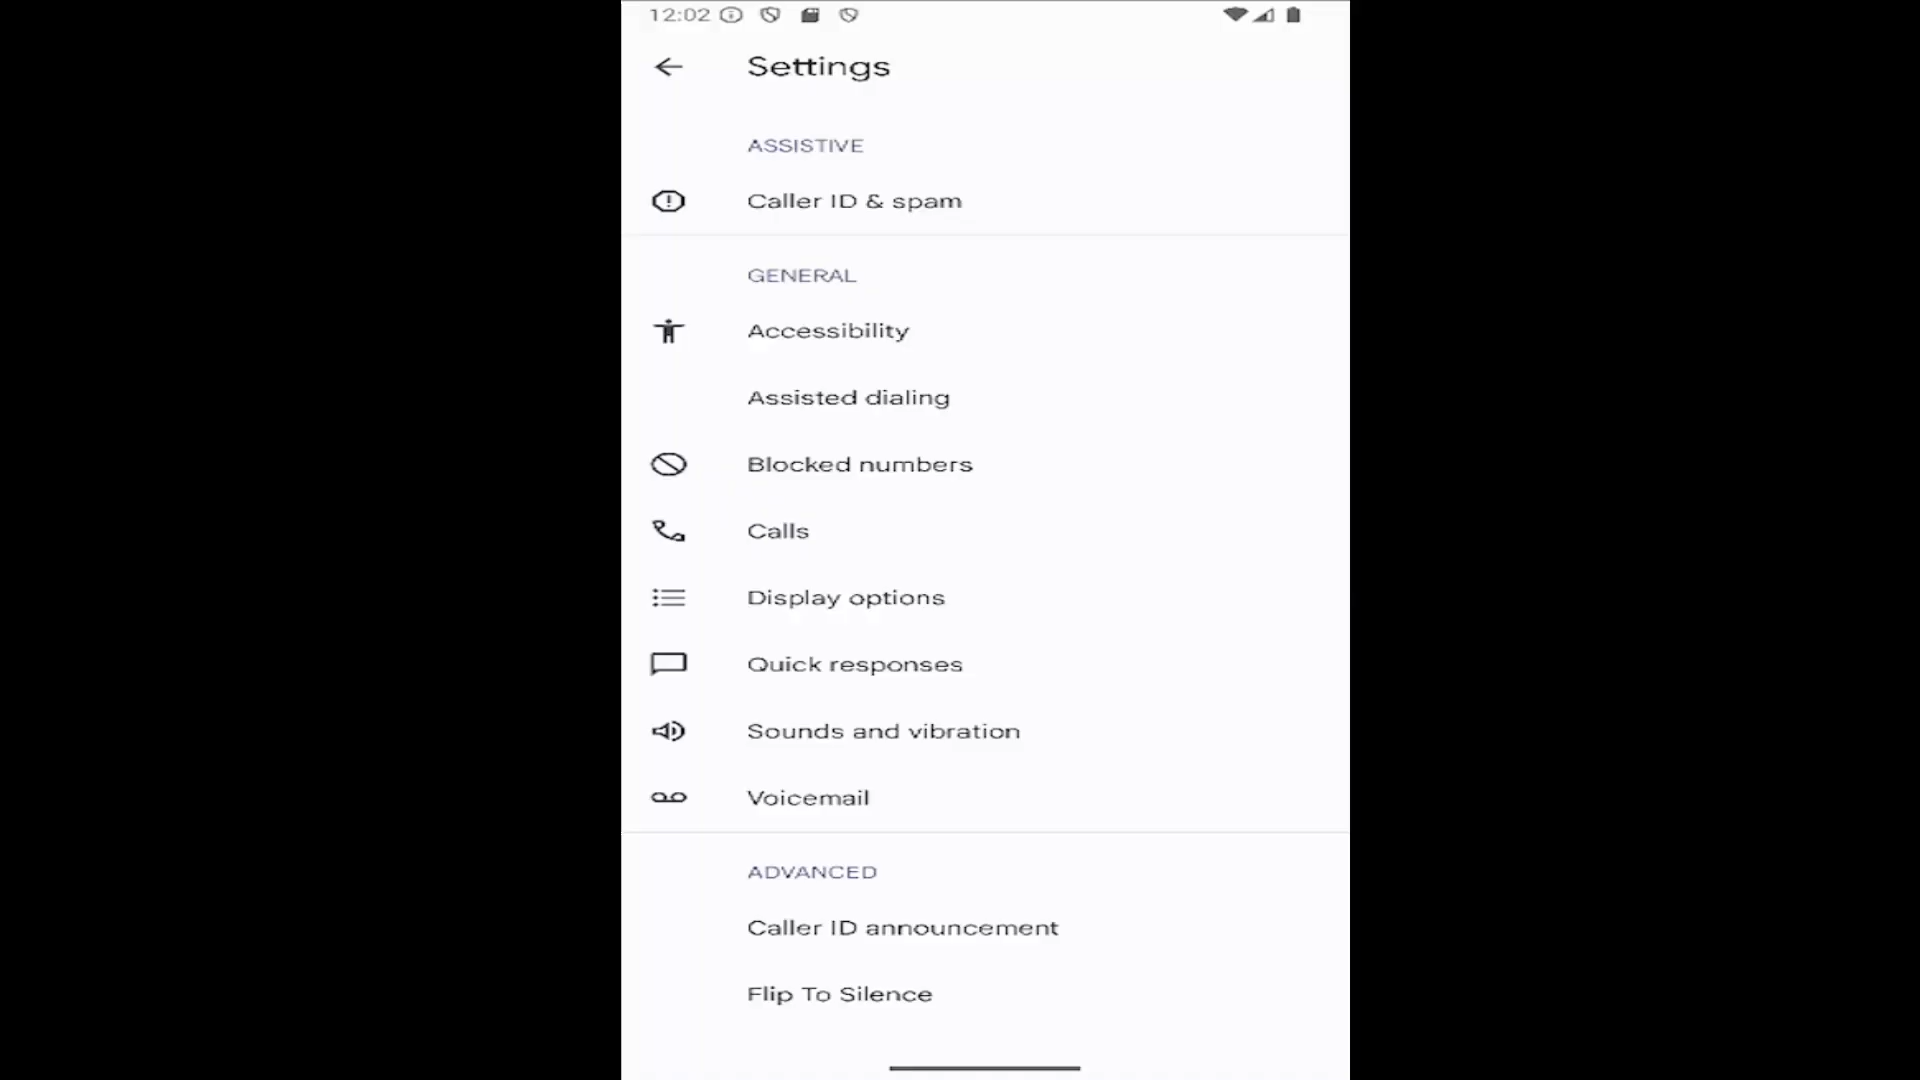 12:02
Settings
ASSISTIVE
Caller ID & spam
GENERAL
Accessibility
Assisted dialing
Blocked numbers
Calls
Display options
Quick responses
Sounds and vibration
Voicemail
ADVANCED
Caller ID announcement
Flip To Silence